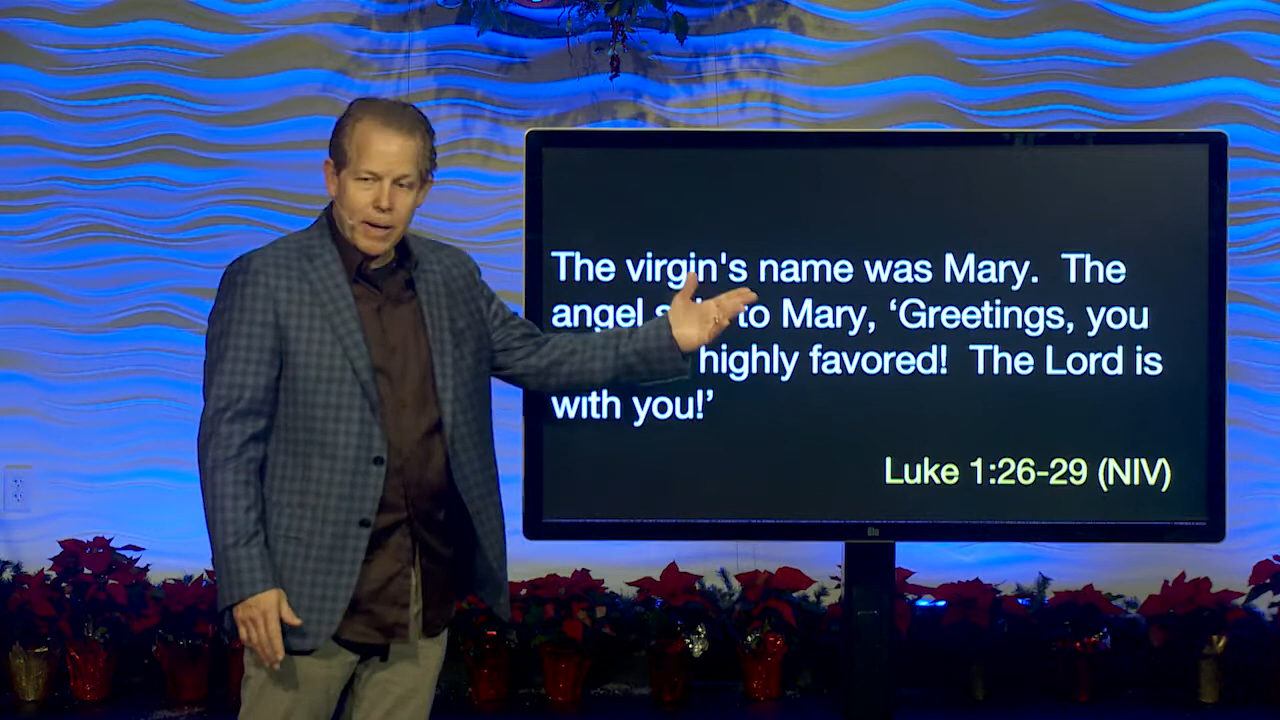 The virgin's name was Mary. The
angel to Mary, ‘Greetings, you
highly favored! The Lord is
with you!’
Luke 1:26-29 (NIV)
elo